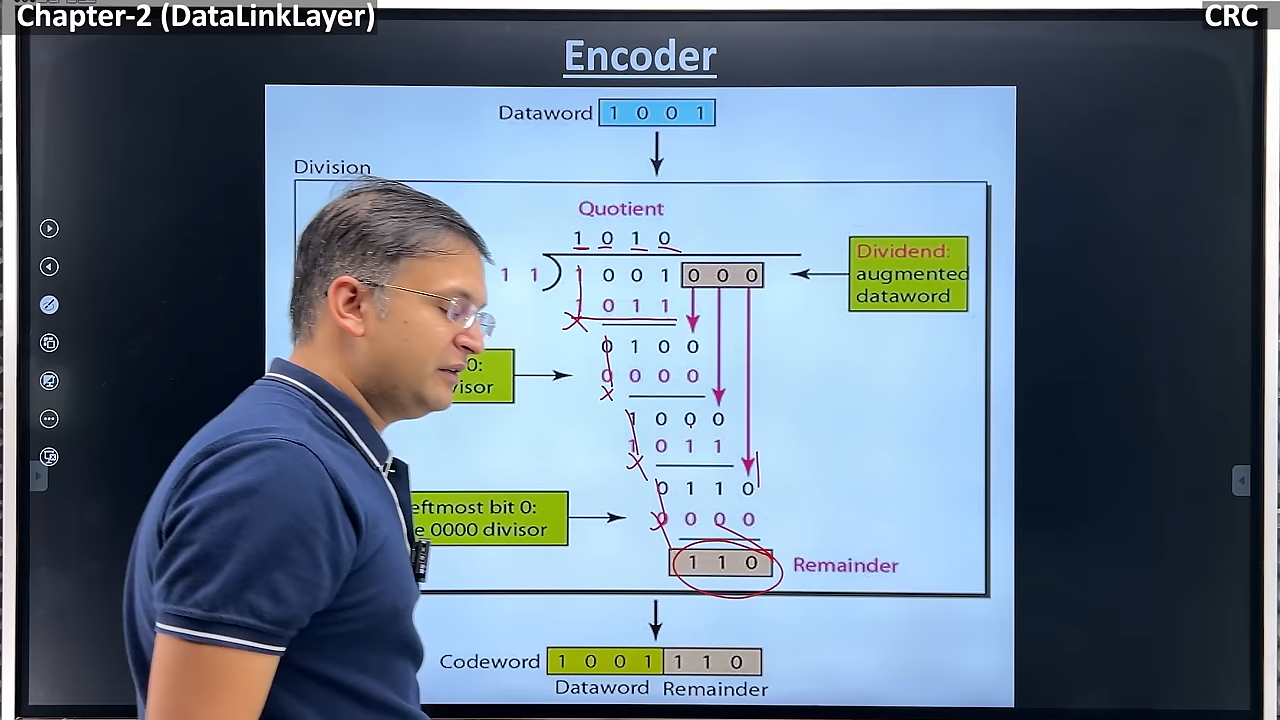 Chapter-2 (DataLinkLayer)
CRC
Encoder
Dataword 1 0 0 1
Division
Quotient
1 0 1 0
1 1 ) 1 0 0 1 0 0 0
Dividend:
augmented
dataword
1 0 1 1
0 1 0 0
0:
0 0 0 0
visor
1 0 0 0
1 0 1 1
0 1 1 0
eftmost bit 0:
0 0 0 0
e 0000 divisor
1 1 0 Remainder
Codeword 1 0 0 1 1 1 0
Dataword Remainder